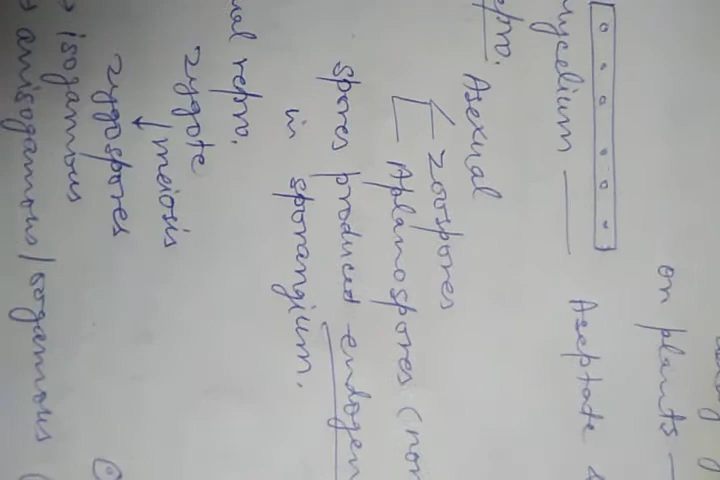 on plants —
mycelium — Aseptate &
repro. Asexual
zoospores
Aplanospores (non
spores produced endogen
in sporangium.
ual repro.
zygote
meiosis
zygospores
→ isogamous
→ anisogamous / oogamous (